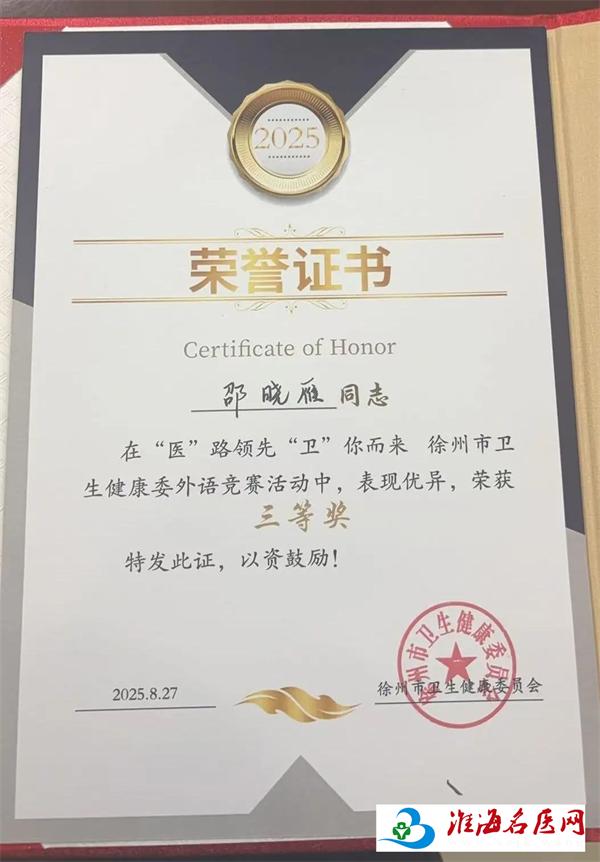 2025
荣誉证书
Certificate of Honor
邵晓雁 同志
在“医”路领先“卫”你而来 徐州市卫
生健康委外语竞赛活动中，表现优异，荣获
三等奖
特发此证，以资鼓励！
徐州市卫生健康委员会
2025.8.27
徐州市卫生健康委员会
淮海名医网